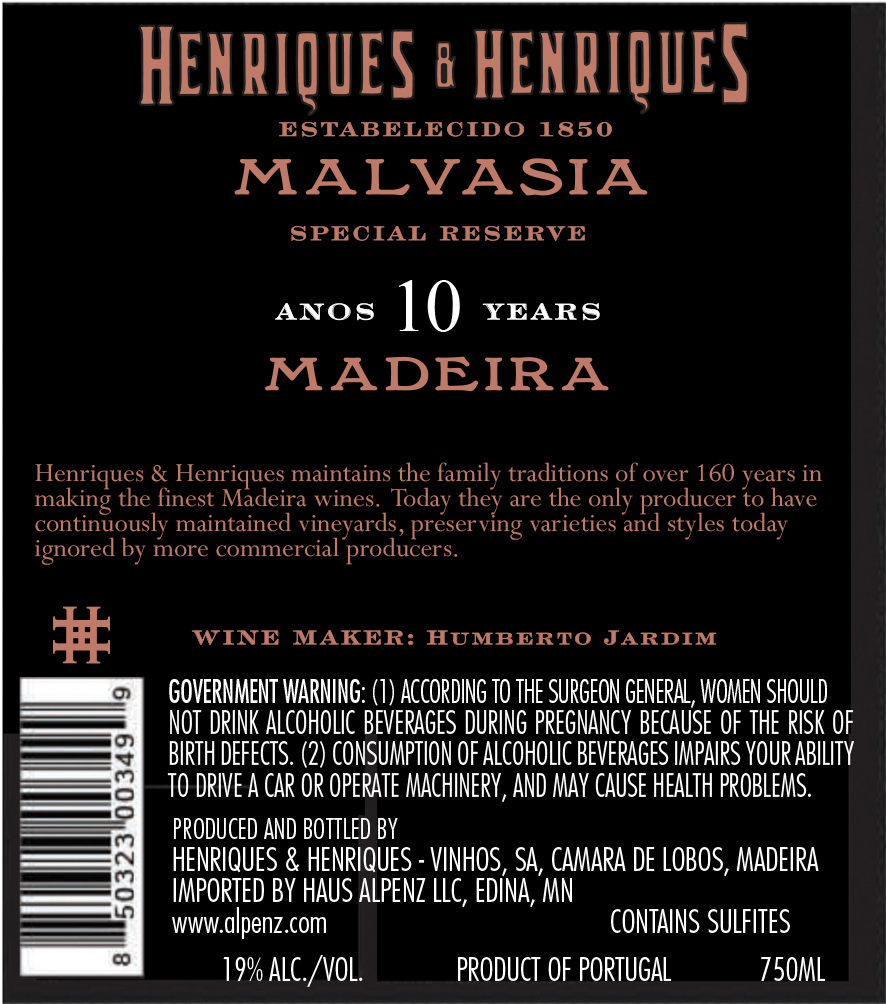 HENRIQUES & HENRIQUES
ESTABELECIDO 1850
MALVASIA
SPECIAL RESERVE
ANOS 10 YEARS
MADEIRA
Henriques & Henriques maintains the family traditions of over 160 years in
making the finest Madeira wines. Today they are the only producer to have
continuously maintained vineyards, preserving varieties and styles today
ignored by more commercial producers.
WINE MAKER: HUMBERTO JARDIM
GOVERNMENT WARNING: (1) ACCORDING TO THE SURGEON GENERAL, WOMEN SHOULD
NOT DRINK ALCOHOLIC BEVERAGES DURING PREGNANCY BECAUSE OF THE RISK OF
BIRTH DEFECTS. (2) CONSUMPTION OF ALCOHOLIC BEVERAGES IMPAIRS YOUR ABILITY
TO DRIVE A CAR OR OPERATE MACHINERY, AND MAY CAUSE HEALTH PROBLEMS.
8 50323 00349 9
PRODUCED AND BOTTLED BY
HENRIQUES & HENRIQUES - VINHOS, SA, CAMARA DE LOBOS, MADEIRA
IMPORTED BY HAUS ALPENZ LLC, EDINA, MN
www.alpenz.com CONTAINS SULFITES
19% ALC./VOL. PRODUCT OF PORTUGAL 750ML